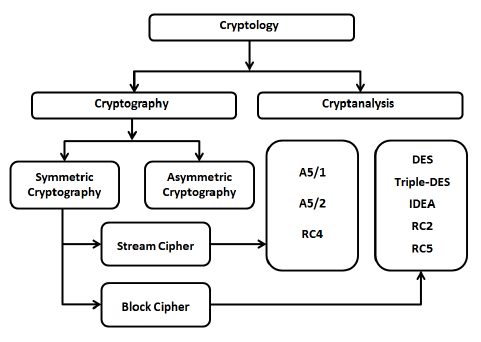 Cryptology
Cryptography
Cryptanalysis
Symmetric
Cryptography
Asymmetric
Cryptography
Stream Cipher
Block Cipher
A5/1
A5/2
RC4
DES
Triple-DES
IDEA
RC2
RC5